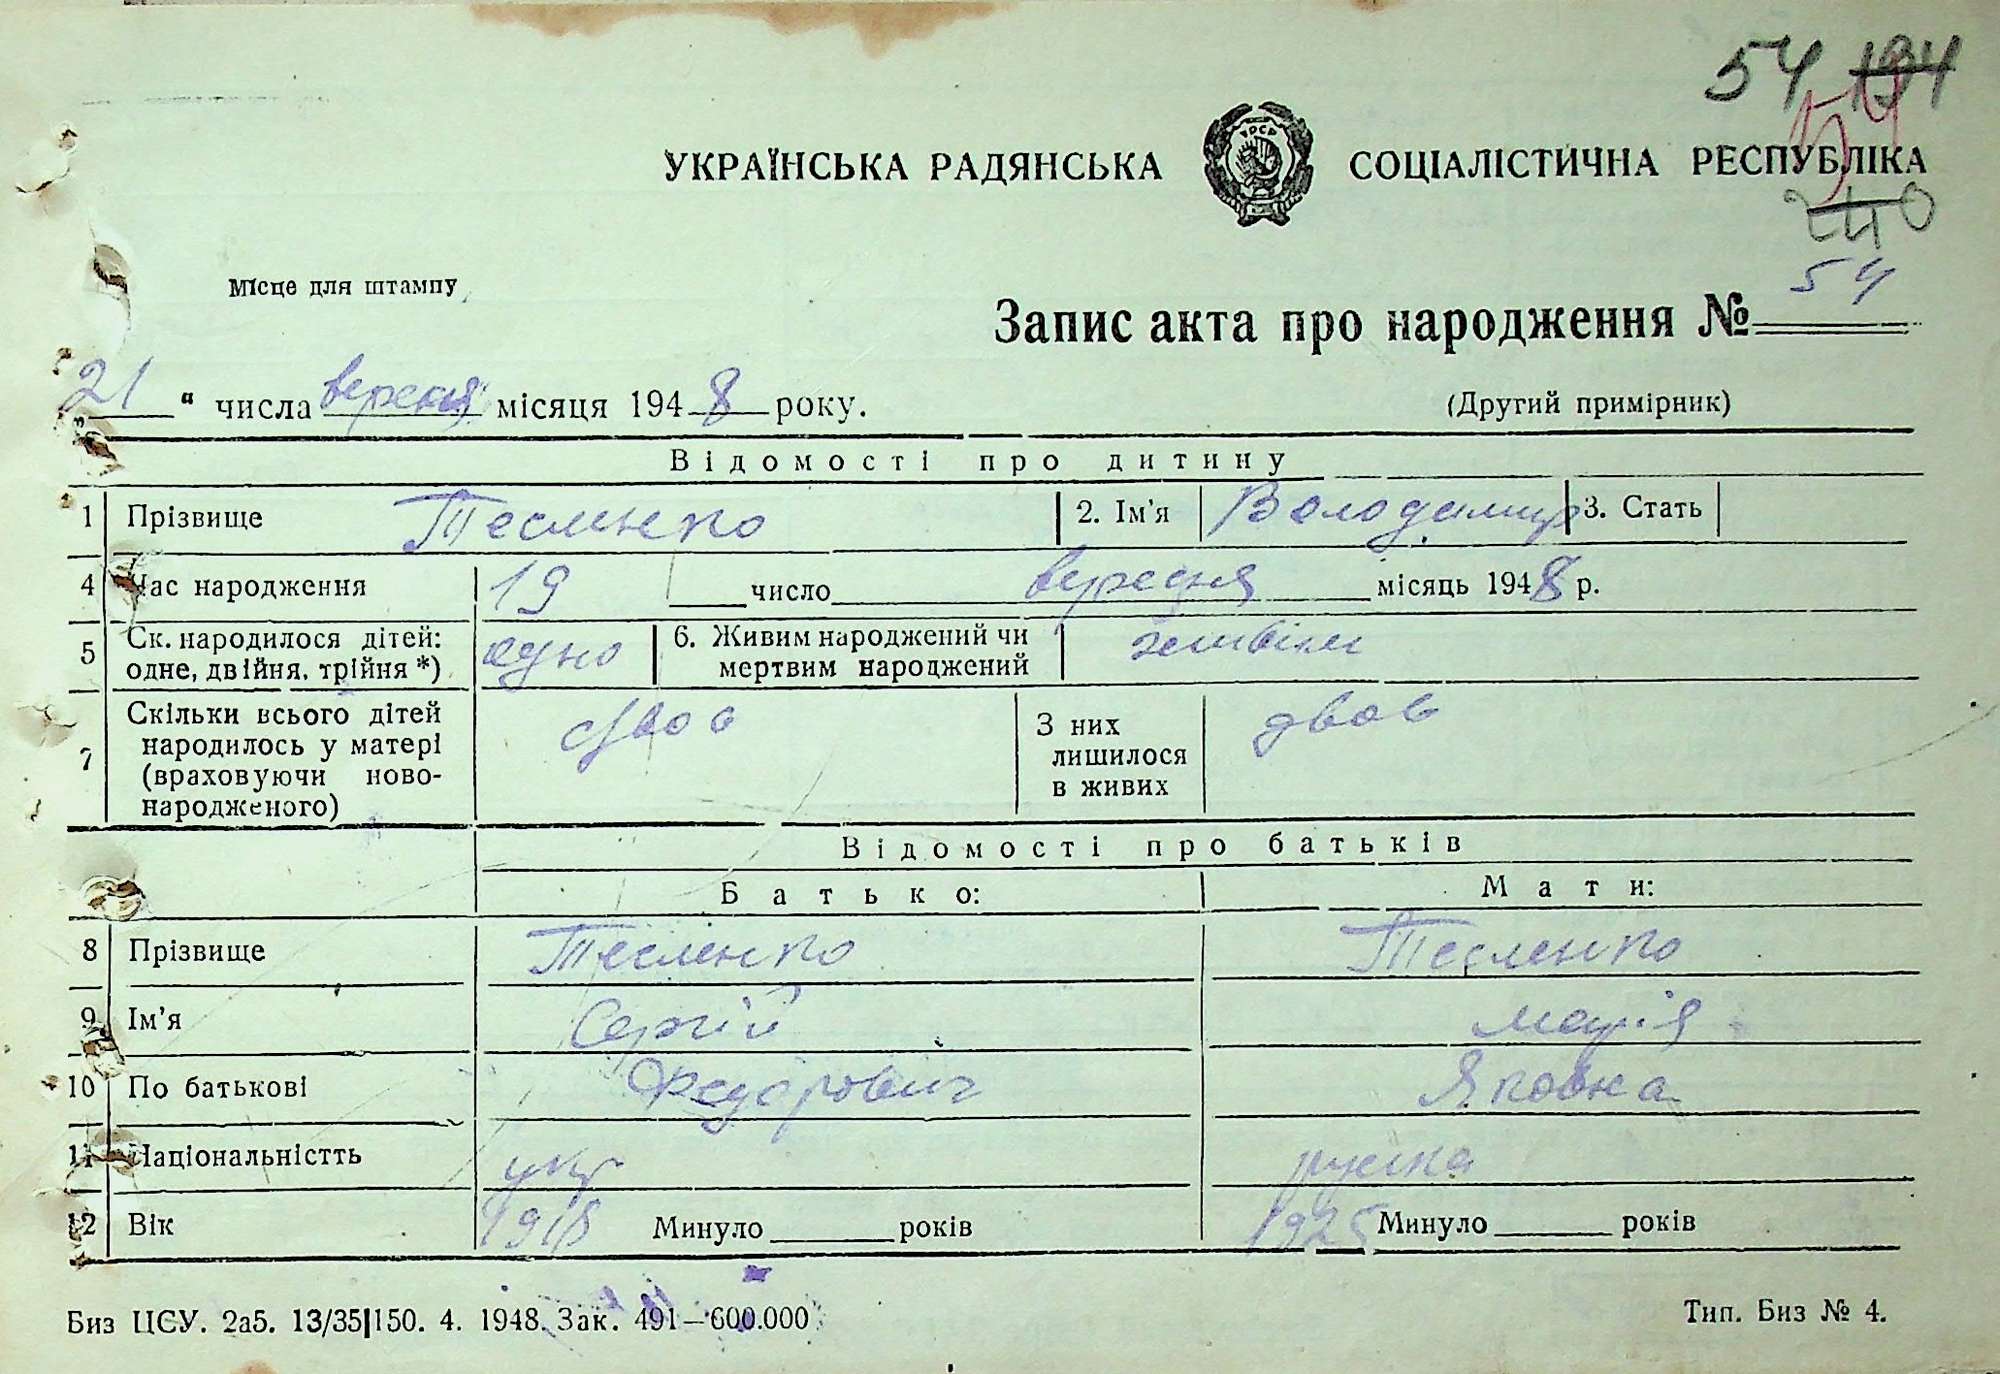 54 194
54
УКРАЇНСЬКА РАДЯНСЬКА УРСР СОЦІАЛІСТИЧНА РЕСПУБЛІКА
240
Місце для штампу
54
Запис акта про народження №
„21“ числа вересня місяця 1948 року.
(Другий примірник)
Відомості про дитину
1 Прізвище Тесленко 2. Ім'я Володимир 3. Стать
4 Час народження 19 число вересня місяць 1948 р.
5 Ск. народилося дітей: одно 6. Живим народжений чи живим
одне, двійня, трійня *) мертвим народжений
7 Скільки всього дітей двоє З них двоє
народилось у матері лишилося
(враховуючи ново- в живих
народженого)
Відомості про батьків
Батько: Мати:
8 Прізвище Тесленко Тесленко
9 Ім'я Сергій Марія
10 По батькові Федорович Яковна
11 Національністть укр руска
12 Вік 1918 Минуло років 1925 Минуло років
Биз ЦСУ. 2а5. 13/35|150. 4. 1948. Зак. 491—600.000
Тип. Биз № 4.